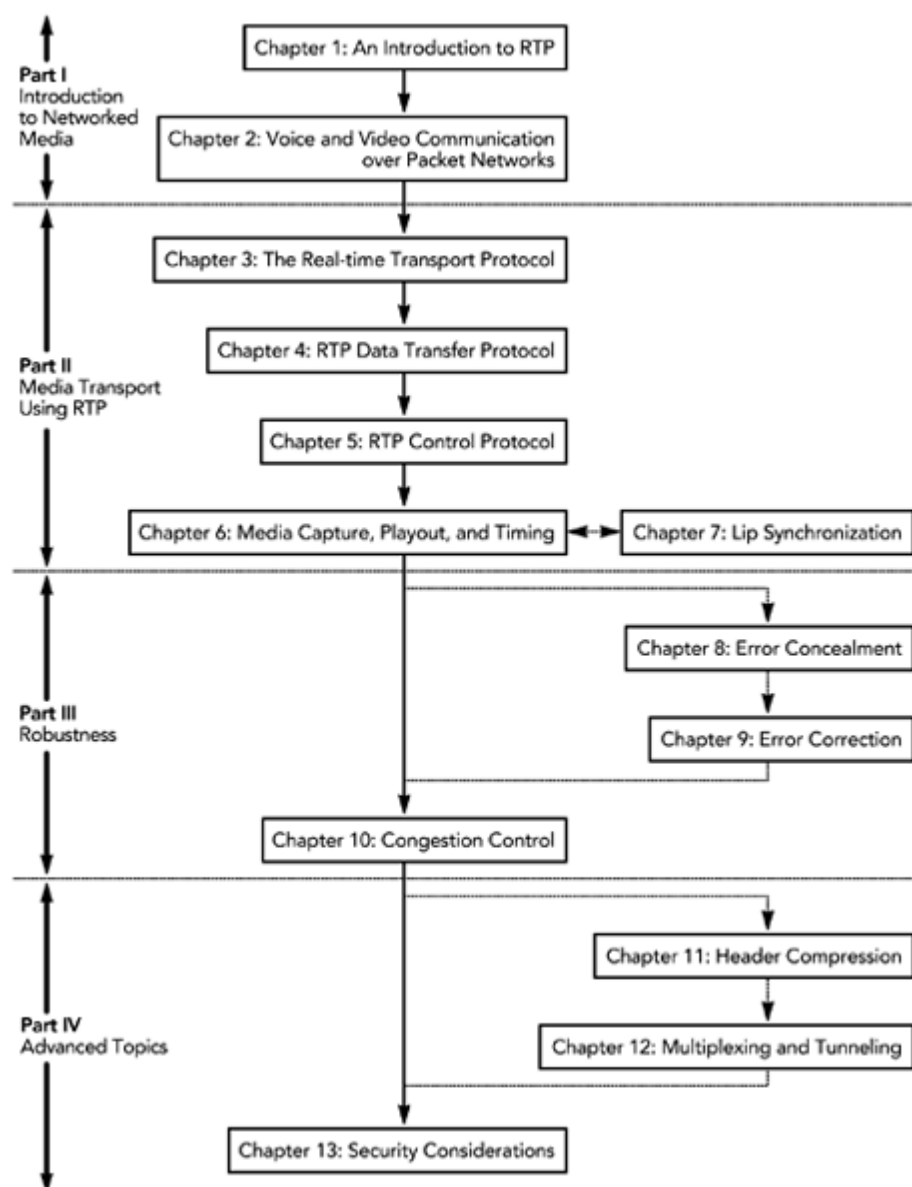 Chapter 1: An Introduction to RTP
Part I
Introduction
to Networked
Media
Chapter 2: Voice and Video Communication
over Packet Networks
Chapter 3: The Real-time Transport Protocol
Chapter 4: RTP Data Transfer Protocol
Part II
Media Transport
Using RTP
Chapter 5: RTP Control Protocol
Chapter 6: Media Capture, Playout, and Timing
Chapter 7: Lip Synchronization
Chapter 8: Error Concealment
Part III
Robustness
Chapter 9: Error Correction
Chapter 10: Congestion Control
Chapter 11: Header Compression
Part IV
Advanced Topics
Chapter 12: Multiplexing and Tunneling
Chapter 13: Security Considerations